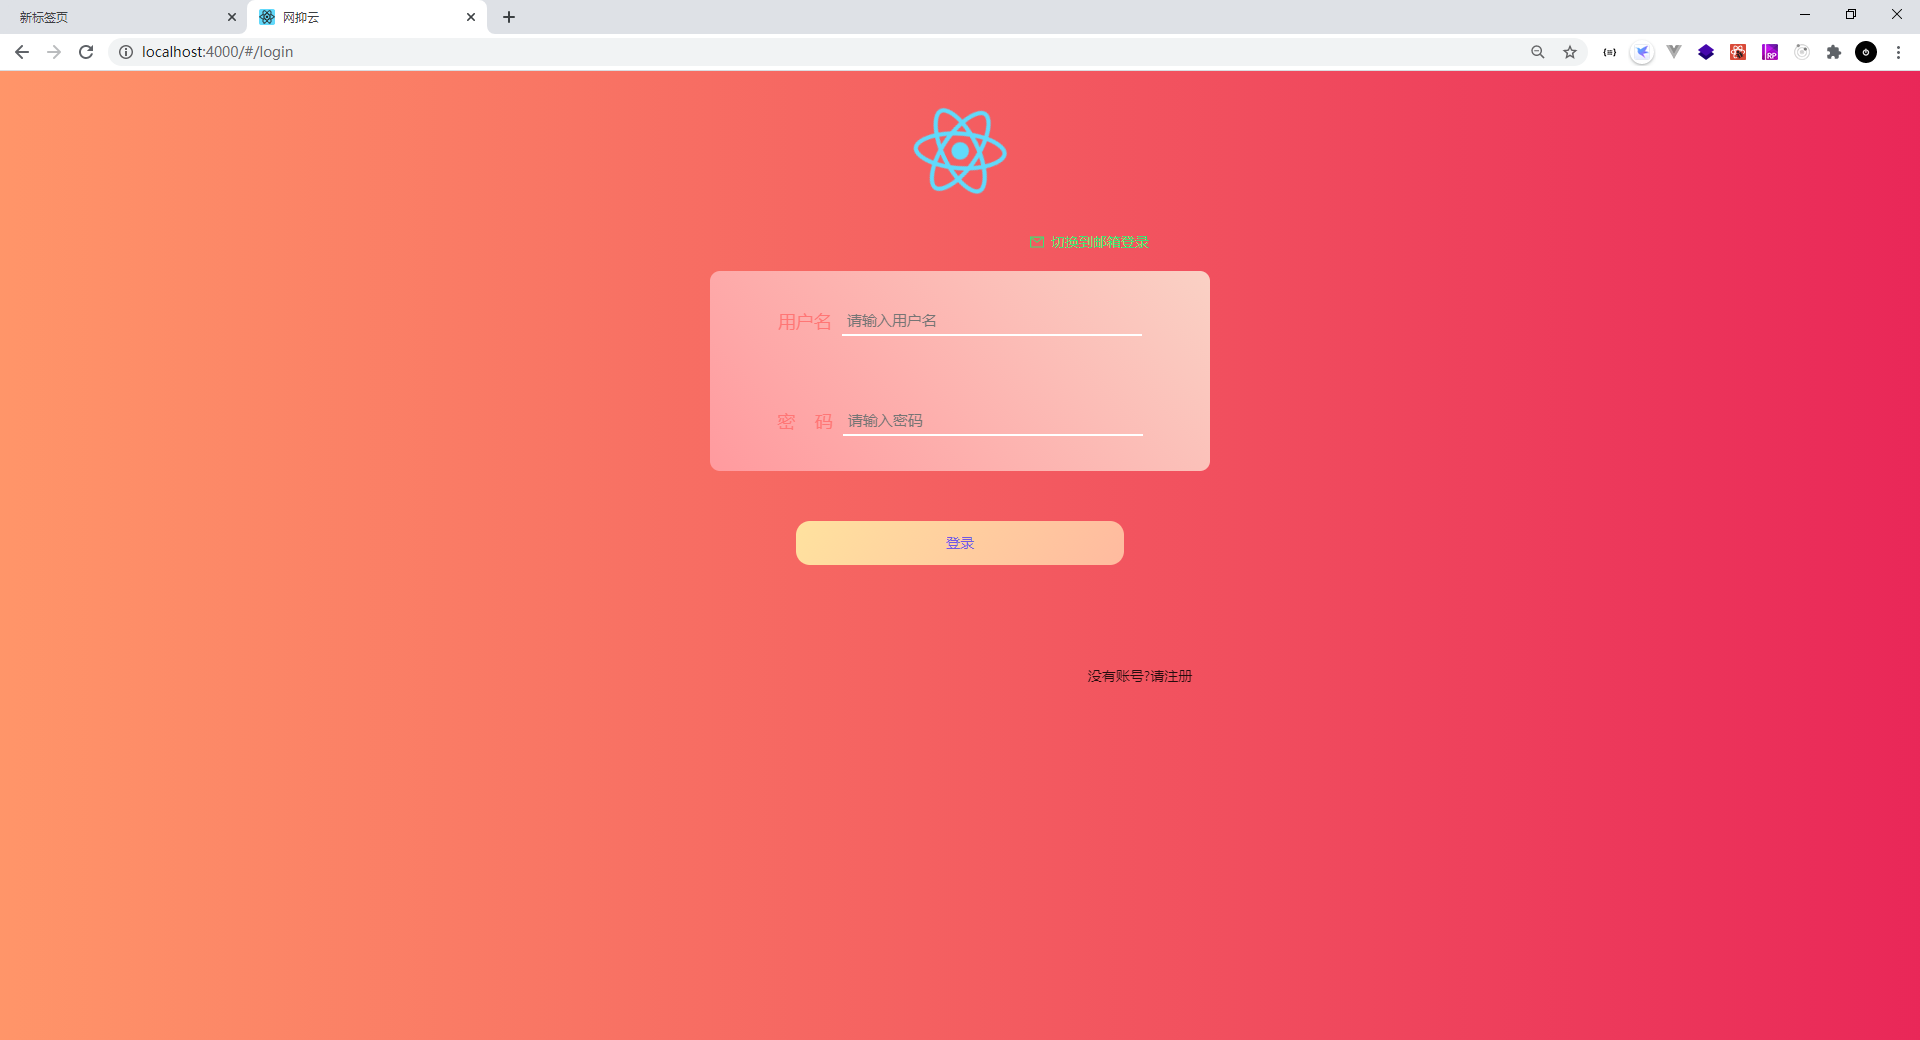 新标签页
网抑云
localhost:4000/#/login
{≡}
RP
切换到邮箱登录
用户名 请输入用户名
密 码 请输入密码
登录
没有账号?请注册